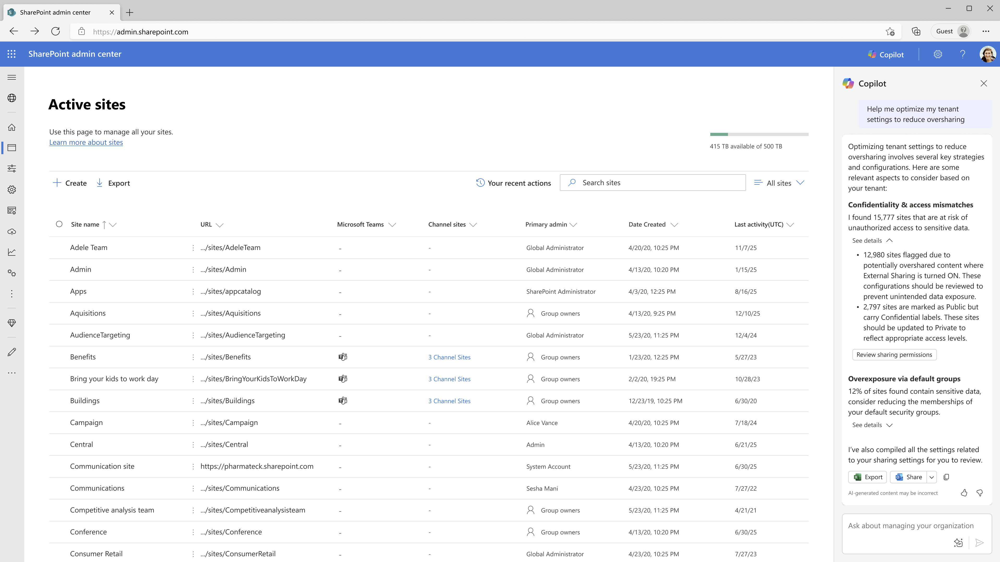 SharePoint admin center
https://admin.sharepoint.com
Guest
SharePoint admin center
Copilot
Active sites
Use this page to manage all your sites.
Learn more about sites
415 TB available of 500 TB
Create
Export
Your recent actions
Search sites
All sites
Site name URL Microsoft Teams Channel sites Primary admin Date Created Last activity(UTC)
Adele Team .../sites/AdeleTeam - - Global Administrator 4/20/20, 10:25 PM 11/7/25
Admin .../sites/Admin - - Global Administrator 4/13/20, 10:20 PM 1/15/25
Apps .../sites/appcatalog - - SharePoint Administrator 4/3/20, 12:25 PM 8/16/25
Aquisitions .../sites/Aquisitions - - Group owners 4/13/20, 9:25 PM 12/10/25
AudienceTargeting .../sites/AudienceTargeting - - Global Administrator 5/23/20, 11:25 PM 12/4/24
Benefits .../sites/Benefits 3 Channel Sites Group owners 1/23/20, 12:25 PM 5/27/23
Bring your kids to work day .../sites/BringYourKidsToWorkDay 3 Channel Sites Group owners 2/2/20, 19:25 PM 10/28/23
Buildings .../sites/Buildings 3 Channel Sites Group owners 12/23/19, 10:25 PM 6/30/20
Campaign .../sites/Campaign - - Alice Vance 4/20/20, 10:25 PM 7/18/24
Central .../sites/Central - - Admin 4/13/20, 10:20 PM 6/21/25
Communication site https://pharmateck.sharepoint.com - - System Account 5/23/20, 11:25 PM 6/30/25
Communications .../sites/Communications - - Sesha Mani 4/23/20, 10:25 PM 7/27/22
Competitive analysis team .../sites/Competitiveanalysisteam - - Group owners 5/23/20, 11:25 PM 4/21/21
Conference .../sites/Conference - - Group owners 4/13/20, 10:20 PM 6/30/25
Consumer Retail .../sites/ConsumerRetail - - Global Administrator 4/23/20, 10:25 PM 7/27/23
Copilot
Help me optimize my tenant
settings to reduce oversharing
Optimizing tenant settings to reduce
oversharing involves several key strategies
and configurations. Here are some
relevant aspects to consider based on
your tenant:
Confidentiality & access mismatches
I found 15,777 sites that are at risk of
unauthorized access to sensitive data.
See details
• 12,980 sites flagged due to
potentially overshared content where
External Sharing is turned ON. These
configurations should be reviewed to
prevent unintended data exposure.
• 2,797 sites are marked as Public but
carry Confidential labels. These sites
should be updated to Private to
reflect appropriate access levels.
Review sharing permissions
Overexposure via default groups
12% of sites found contain sensitive data,
consider reducing the memberships of
your default security groups.
See details
I've also compiled all the settings related
to your sharing settings for you to review.
Export
Share
AI-generated content may be incorrect
Ask about managing your organization